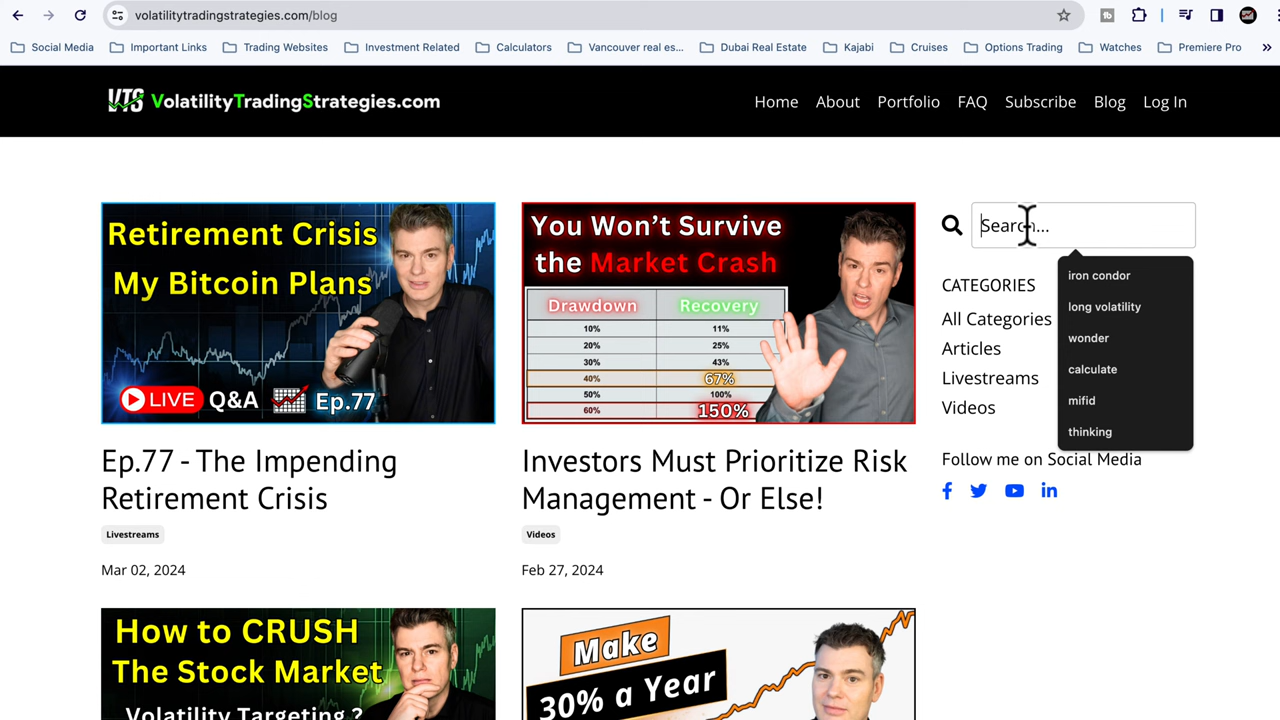 volatilitytradingstrategies.com/blog
Social Media
Important Links
Trading Websites
Investment Related
Calculators
Vancouver real es...
Dubai Real Estate
Kajabi
Cruises
Options Trading
Watches
Premiere Pro
»
VTS VolatilityTradingStrategies.com
Home
About
Portfolio
FAQ
Subscribe
Blog
Log In
Retirement Crisis
My Bitcoin Plans
LIVE Q&A Ep.77
Ep.77 - The Impending
Retirement Crisis
Livestreams
Mar 02, 2024
You Won't Survive
the Market Crash
Drawdown Recovery
10% 11%
20% 25%
30% 43%
40% 67%
50% 100%
60% 150%
Investors Must Prioritize Risk
Management - Or Else!
Videos
Feb 27, 2024
Search...
iron condor
long volatility
wonder
calculate
mifid
thinking
CATEGORIES
All Categories
Articles
Livestreams
Videos
Follow me on Social Media
How to CRUSH
The Stock Market
Volatility Targeting ?
Make
30% a Year